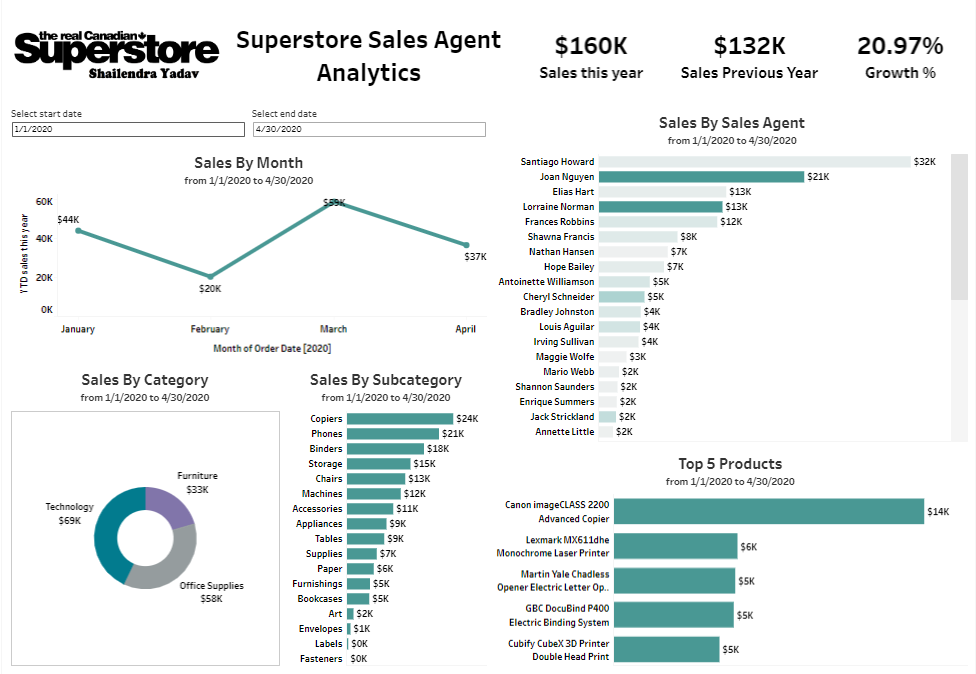 the real Canadian
Superstore
Shailendra Yadav
Superstore Sales Agent
Analytics
$160K
Sales this year
$132K
Sales Previous Year
20.97%
Growth %
Select start date
1/1/2020
Select end date
4/30/2020
Sales By Month
from 1/1/2020 to 4/30/2020
YTD sales this year
60K
40K
20K
0K
$44K
$20K
$59K
$37K
January
February
March
April
Month of Order Date [2020]
Sales By Sales Agent
from 1/1/2020 to 4/30/2020
Santiago Howard $32K
Joan Nguyen $21K
Elias Hart $13K
Lorraine Norman $13K
Frances Robbins $12K
Shawna Francis $8K
Nathan Hansen $7K
Hope Bailey $7K
Antoinette Williamson $5K
Cheryl Schneider $5K
Bradley Johnston $4K
Louis Aguilar $4K
Irving Sullivan $4K
Maggie Wolfe $3K
Mario Webb $2K
Shannon Saunders $2K
Enrique Summers $2K
Jack Strickland $2K
Annette Little $2K
Sales By Category
from 1/1/2020 to 4/30/2020
Furniture
$33K
Technology
$69K
Office Supplies
$58K
Sales By Subcategory
from 1/1/2020 to 4/30/2020
Copiers $24K
Phones $21K
Binders $18K
Storage $15K
Chairs $13K
Machines $12K
Accessories $11K
Appliances $9K
Tables $9K
Supplies $7K
Paper $6K
Furnishings $5K
Bookcases $5K
Art $2K
Envelopes $1K
Labels $0K
Fasteners $0K
Top 5 Products
from 1/1/2020 to 4/30/2020
Canon imageCLASS 2200
Advanced Copier
$14K
Lexmark MX611dhe
Monochrome Laser Printer
$6K
Martin Yale Chadless
Opener Electric Letter Op..
$5K
GBC DocuBind P400
Electric Binding System
$5K
Cubify CubeX 3D Printer
Double Head Print
$5K